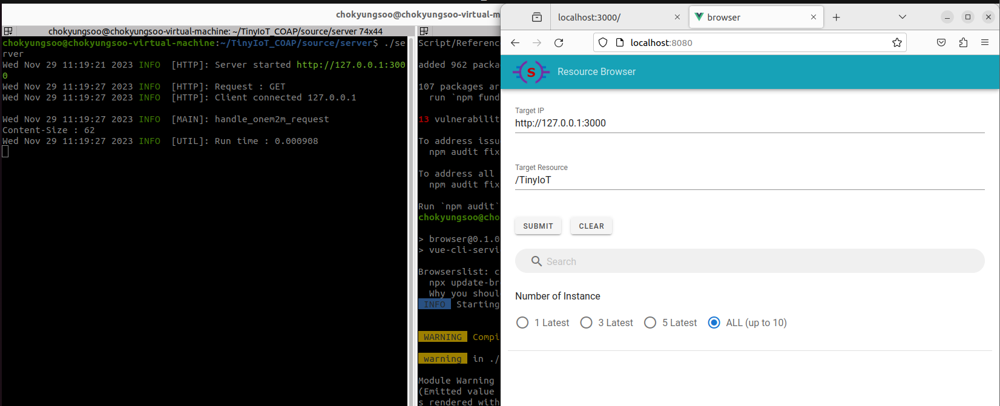 chokyungsoo@chokyungsoo-virtual-m
chokyungsoo@chokyungsoo-virtual-machine: ~/TinyIoT_COAP/source/server 74x44
chokyungsoo@chokyungsoo-virtual-machine:~/TinyIoT_COAP/source/server$ ./se
rver
Wed Nov 29 11:19:21 2023 INFO  [HTTP]: Server started http://127.0.0.1:300
0
Wed Nov 29 11:19:27 2023 INFO  [HTTP]: Request : GET
Wed Nov 29 11:19:27 2023 INFO  [HTTP]: Client connected 127.0.0.1
Wed Nov 29 11:19:27 2023 INFO  [MAIN]: handle_onem2m_request
Content-Size : 62
Wed Nov 29 11:19:27 2023 INFO  [UTIL]: Run time : 0.000908
Script/Referenc
added 962 packa
107 packages ar
run `npm fund
13 vulnerabilit
To address issu
npm audit fix
To address all
npm audit fix
Run `npm audit`
chokyungsoo@cho
> browser@0.1.0
> vue-cli-servi
Browserslist: c
npx update-br
Why you shoul
INFO Starting
WARNING Compi
warning in ./
Module Warning
(Emitted value
s rendered with
localhost:3000/
browser
localhost:8080
S
Resource Browser
Target IP
http://127.0.0.1:3000
Target Resource
/TinyIoT
SUBMIT CLEAR
Search
Number of Instance
1 Latest 3 Latest 5 Latest ALL (up to 10)